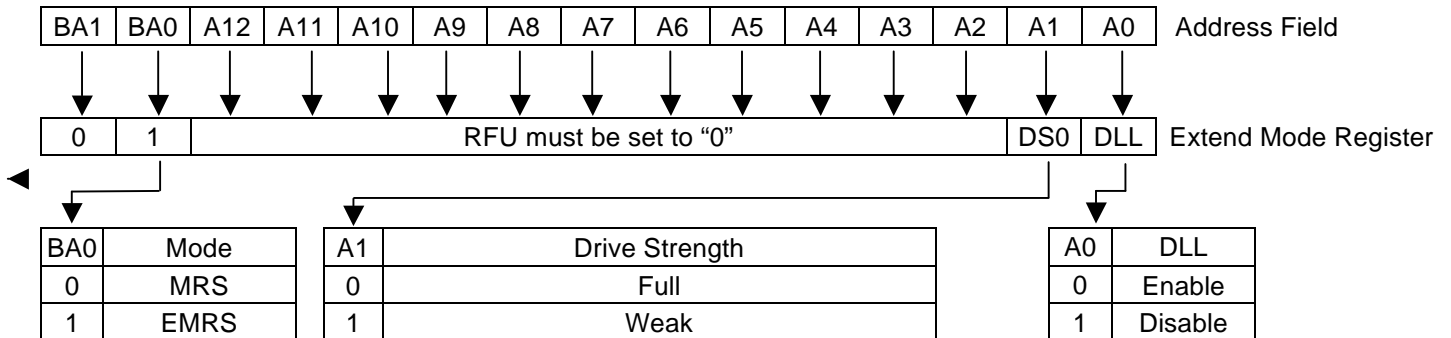 BA1 BA0 A12 A11 A10 A9 A8 A7 A6 A5 A4 A3 A2 A1 A0 Address Field
0 1 RFU must be set to “0” DS0 DLL Extend Mode Register
BA0 Mode A1 Drive Strength A0 DLL
0 MRS 0 Full 0 Enable
1 EMRS 1 Weak 1 Disable